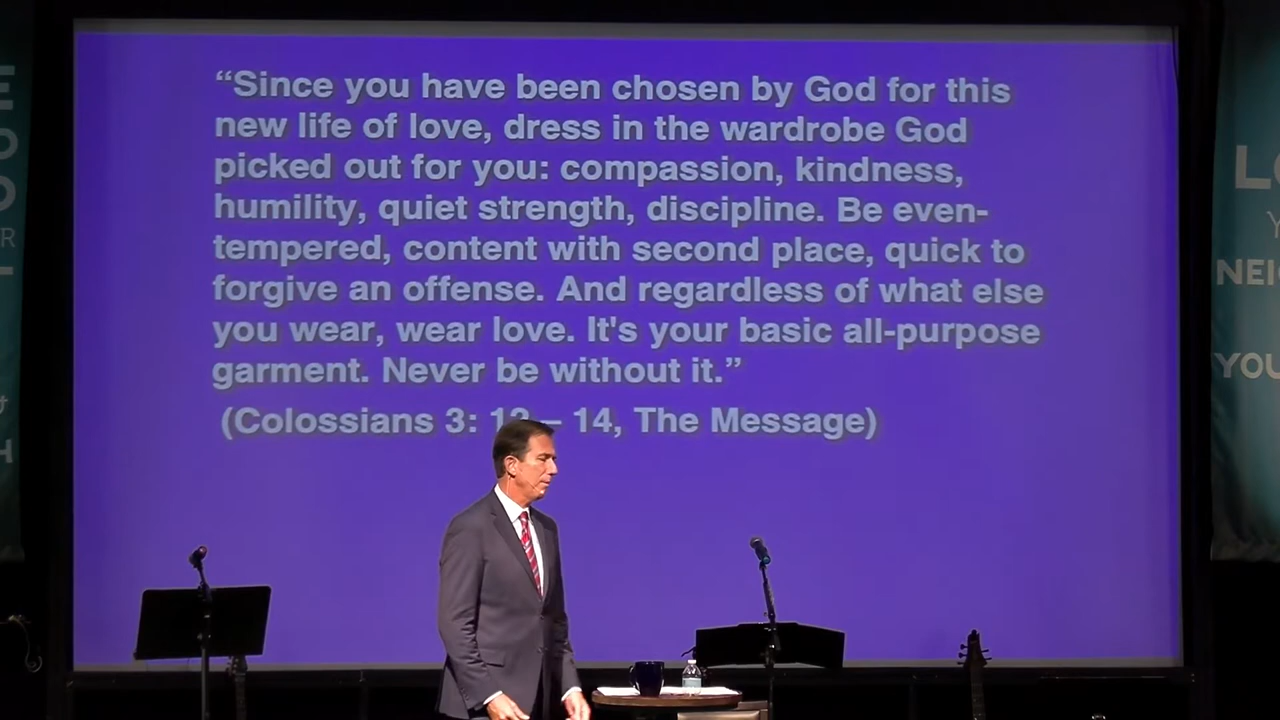 “Since you have been chosen by God for this
new life of love, dress in the wardrobe God
picked out for you: compassion, kindness,
humility, quiet strength, discipline. Be even-
tempered, content with second place, quick to
forgive an offense. And regardless of what else
you wear, wear love. It's your basic all-purpose
garment. Never be without it.”
(Colossians 3: 12 – 14, The Message)